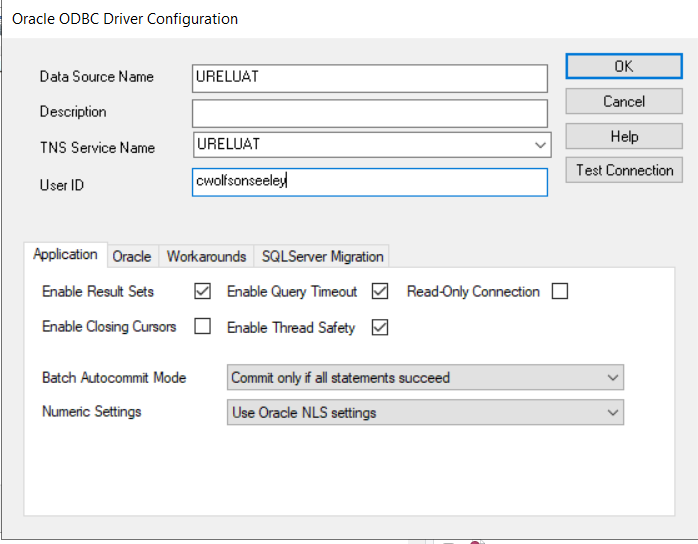 Oracle ODBC Driver Configuration
Data Source Name URELUAT OK
Description Cancel
TNS Service Name URELUAT Help
User ID cwolfsonseeley Test Connection
Application Oracle Workarounds SQLServer Migration
Enable Result Sets Enable Query Timeout Read-Only Connection
Enable Closing Cursors Enable Thread Safety
Batch Autocommit Mode Commit only if all statements succeed
Numeric Settings Use Oracle NLS settings